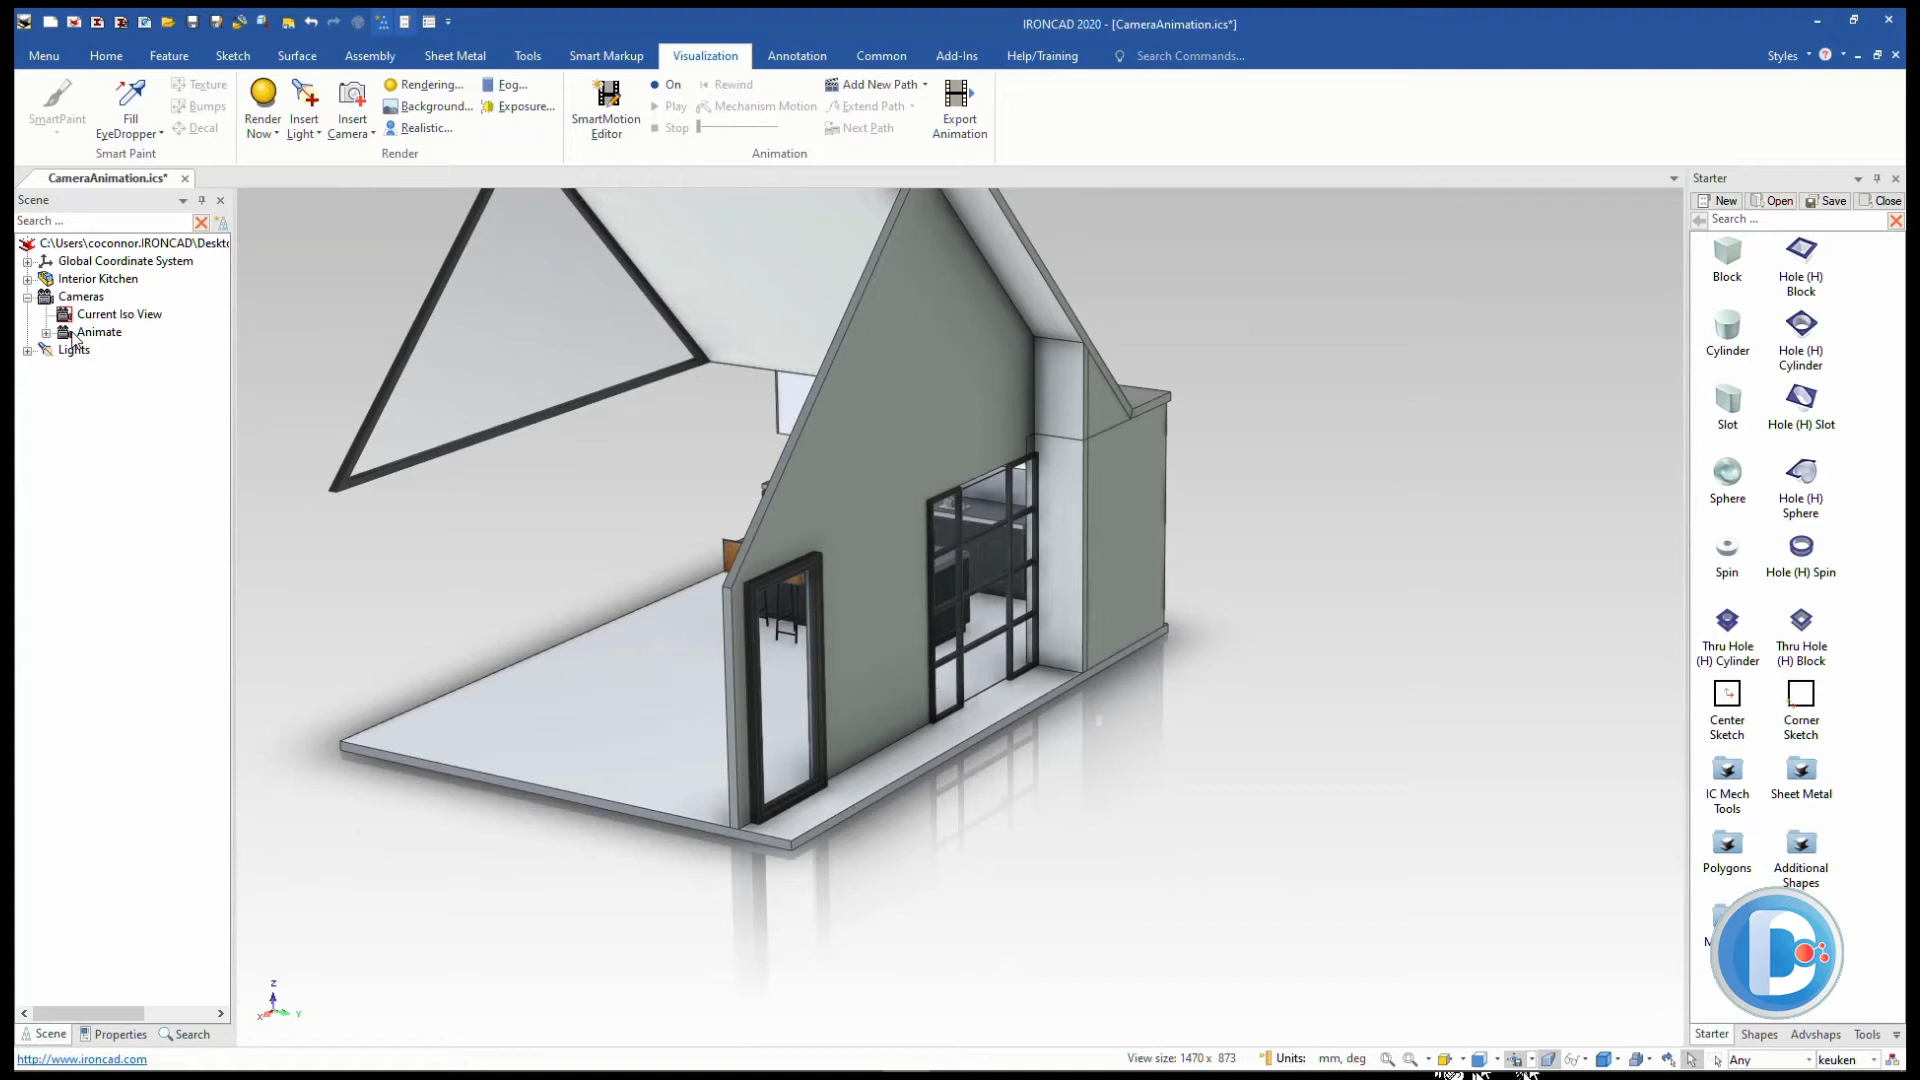 IRONCAD 2020 - [CameraAnimation.ics*]
Menu Home Feature Sketch Surface Assembly Sheet Metal Tools Smart Markup Visualization Annotation Common Add-Ins Help/Training Search Commands... Styles
SmartPaint
Fill
EyeDropper
Texture
Bumps
Decal
Smart Paint
Render
Now
Insert
Light
Insert
Camera
Rendering...
Background...
Realistic...
Fog...
Exposure...
Render
SmartMotion
Editor
On
Play
Stop
Rewind
Mechanism Motion
Add New Path
Extend Path
Next Path
Export
Animation
Animation
CameraAnimation.ics*
Scene
Search ...
C:\Users\coconnor.IRONCAD\Deskto
Global Coordinate System
Interior Kitchen
Cameras
Current Iso View
Animate
Lights
Z
X
Y
Starter
New Open Save Close
Search ...
Block
Hole (H)
Block
Cylinder
Hole (H)
Cylinder
Slot
Hole (H) Slot
Sphere
Hole (H)
Sphere
Spin
Hole (H) Spin
Thru Hole
(H) Cylinder
Thru Hole
(H) Block
Center
Sketch
Corner
Sketch
IC Mech
Tools
Sheet Metal
Polygons
Additional
Shapes
Scene Properties Search
Starter Shapes Advshaps Tools
http://www.ironcad.com
View size: 1470 x 873 Units: mm, deg Any keuken